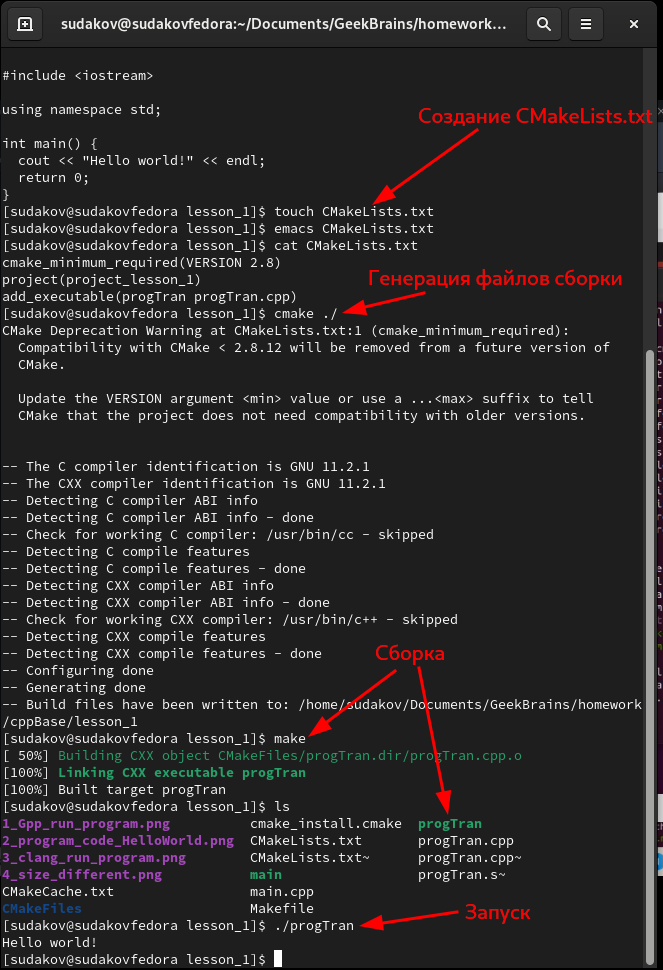 sudakov@sudakovfedora:~/Documents/GeekBrains/homework...
#include <iostream>
using namespace std;
Создание CMakeLists.txt
int main() {
cout << "Hello world!" << endl;
return 0;
}
[sudakov@sudakovfedora lesson_1]$ touch CMakeLists.txt
[sudakov@sudakovfedora lesson_1]$ emacs CMakeLists.txt
[sudakov@sudakovfedora lesson_1]$ cat CMakeLists.txt
cmake_minimum_required(VERSION 2.8)
project(project_lesson_1)
Генерация файлов сборки
add_executable(progTran progTran.cpp)
[sudakov@sudakovfedora lesson_1]$ cmake ./
CMake Deprecation Warning at CMakeLists.txt:1 (cmake_minimum_required):
Compatibility with CMake < 2.8.12 will be removed from a future version of
CMake.
Update the VERSION argument <min> value or use a ...<max> suffix to tell
CMake that the project does not need compatibility with older versions.
-- The C compiler identification is GNU 11.2.1
-- The CXX compiler identification is GNU 11.2.1
-- Detecting C compiler ABI info
-- Detecting C compiler ABI info - done
-- Check for working C compiler: /usr/bin/cc - skipped
-- Detecting C compile features
-- Detecting C compile features - done
-- Detecting CXX compiler ABI info
-- Detecting CXX compiler ABI info - done
-- Check for working CXX compiler: /usr/bin/c++ - skipped
-- Detecting CXX compile features
-- Detecting CXX compile features - done
Сборка
-- Configuring done
-- Generating done
-- Build files have been written to: /home/sudakov/Documents/GeekBrains/homework
/cppBase/lesson_1
[sudakov@sudakovfedora lesson_1]$ make
[ 50%] Building CXX object CMakeFiles/progTran.dir/progTran.cpp.o
[100%] Linking CXX executable progTran
[100%] Built target progTran
[sudakov@sudakovfedora lesson_1]$ ls
1_Gpp_run_program.png cmake_install.cmake progTran
2_program_code_HelloWorld.png CMakeLists.txt progTran.cpp
3_clang_run_program.png CMakeLists.txt~ progTran.cpp~
4_size_different.png main progTran.s~
CMakeCache.txt main.cpp
CMakeFiles Makefile
Запуск
[sudakov@sudakovfedora lesson_1]$ ./progTran
Hello world!
[sudakov@sudakovfedora lesson_1]$